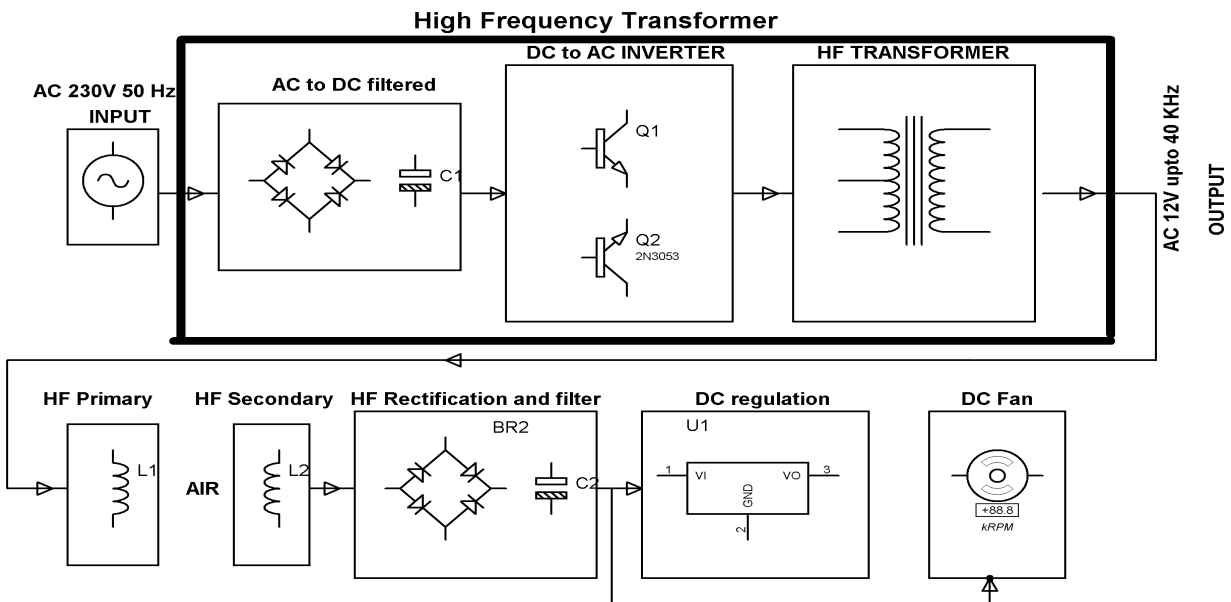 High Frequency Transformer
DC to AC INVERTER
HF TRANSFORMER
AC to DC filtered
AC 230V 50 Hz
INPUT
AC 12V upto 40 KHz
OUTPUT
Q1
C1
Q2
2N3053
HF Primary
HF Secondary
HF Rectification and filter
DC regulation
DC Fan
BR2
U1
L1
AIR
L2
C2
1
VI
VO
3
GND
2
+88.8
kRPM